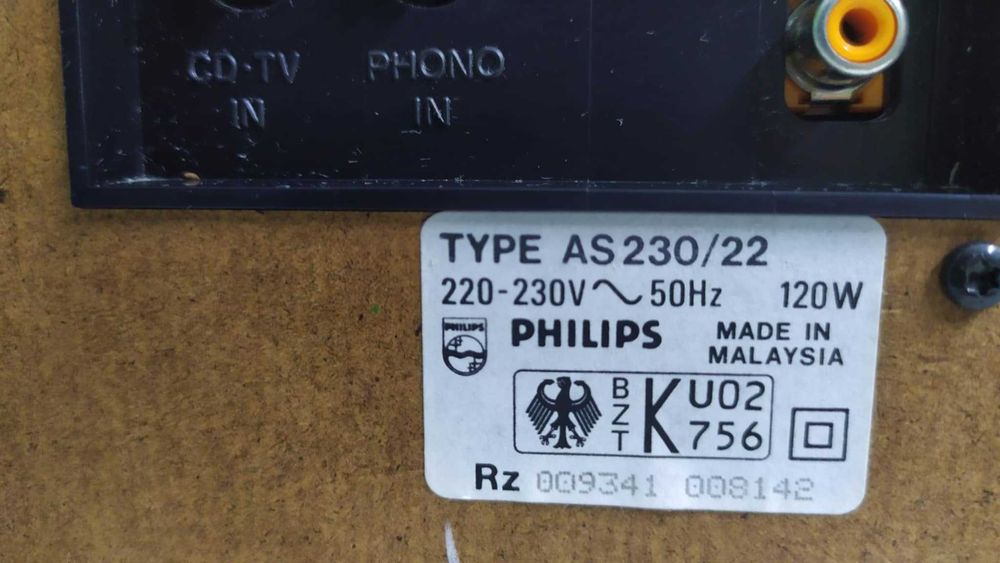 CD-TV IN
PHONO IN
TYPE AS230/22
220-230V ~ 50Hz 120W
PHILIPS
PHILIPS
MADE IN MALAYSIA
BZT K U02 756
Rz 009341 008142